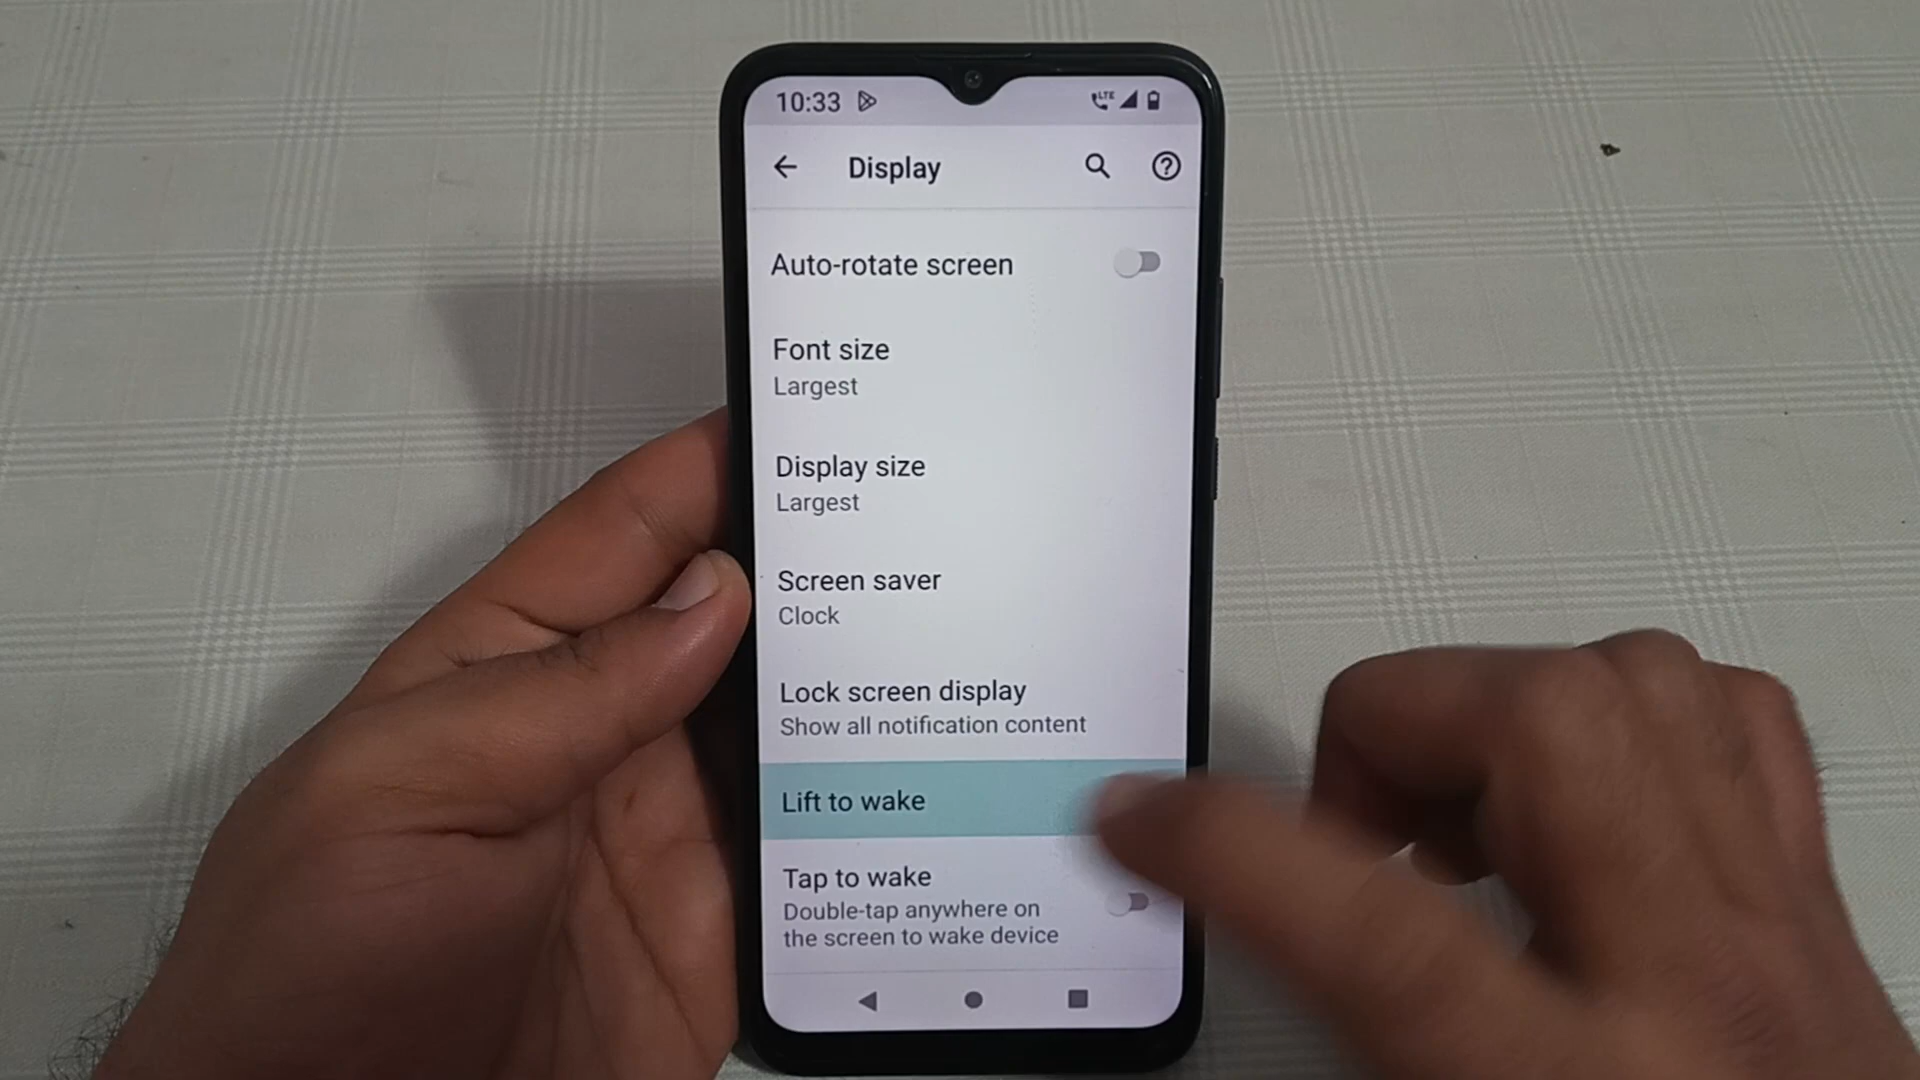 10:33 LTE
Display
Auto-rotate screen
Font size
Largest
Display size
Largest
Screen saver
Clock
Lock screen display
Show all notification content
Lift to wake
Tap to wake
Double-tap anywhere on
the screen to wake device